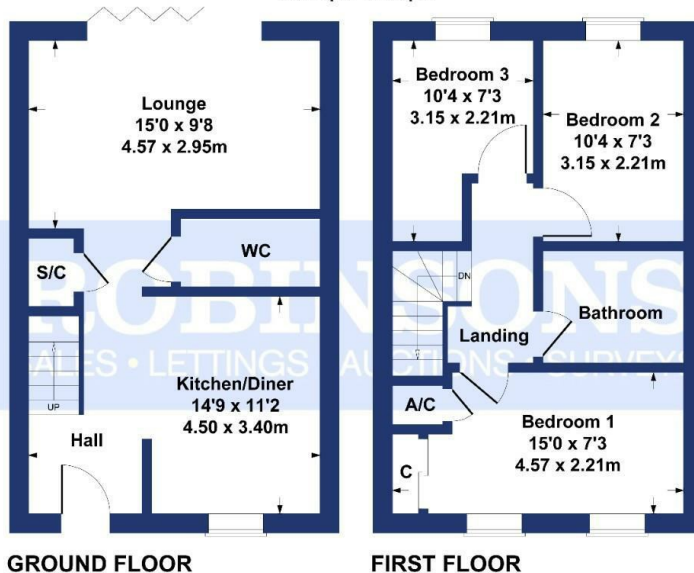 Lounge
15'0 x 9'8
4.57 x 2.95m
S/C
WC
Kitchen/Diner
14'9 x 11'2
4.50 x 3.40m
UP
Hall
GROUND FLOOR
Bedroom 3
10'4 x 7'3
3.15 x 2.21m
Bedroom 2
10'4 x 7'3
3.15 x 2.21m
DN
Landing
Bathroom
A/C
C
Bedroom 1
15'0 x 7'3
4.57 x 2.21m
FIRST FLOOR
ROBINSONS
SALES • LETTINGS • AUCTIONS • SURVEYS